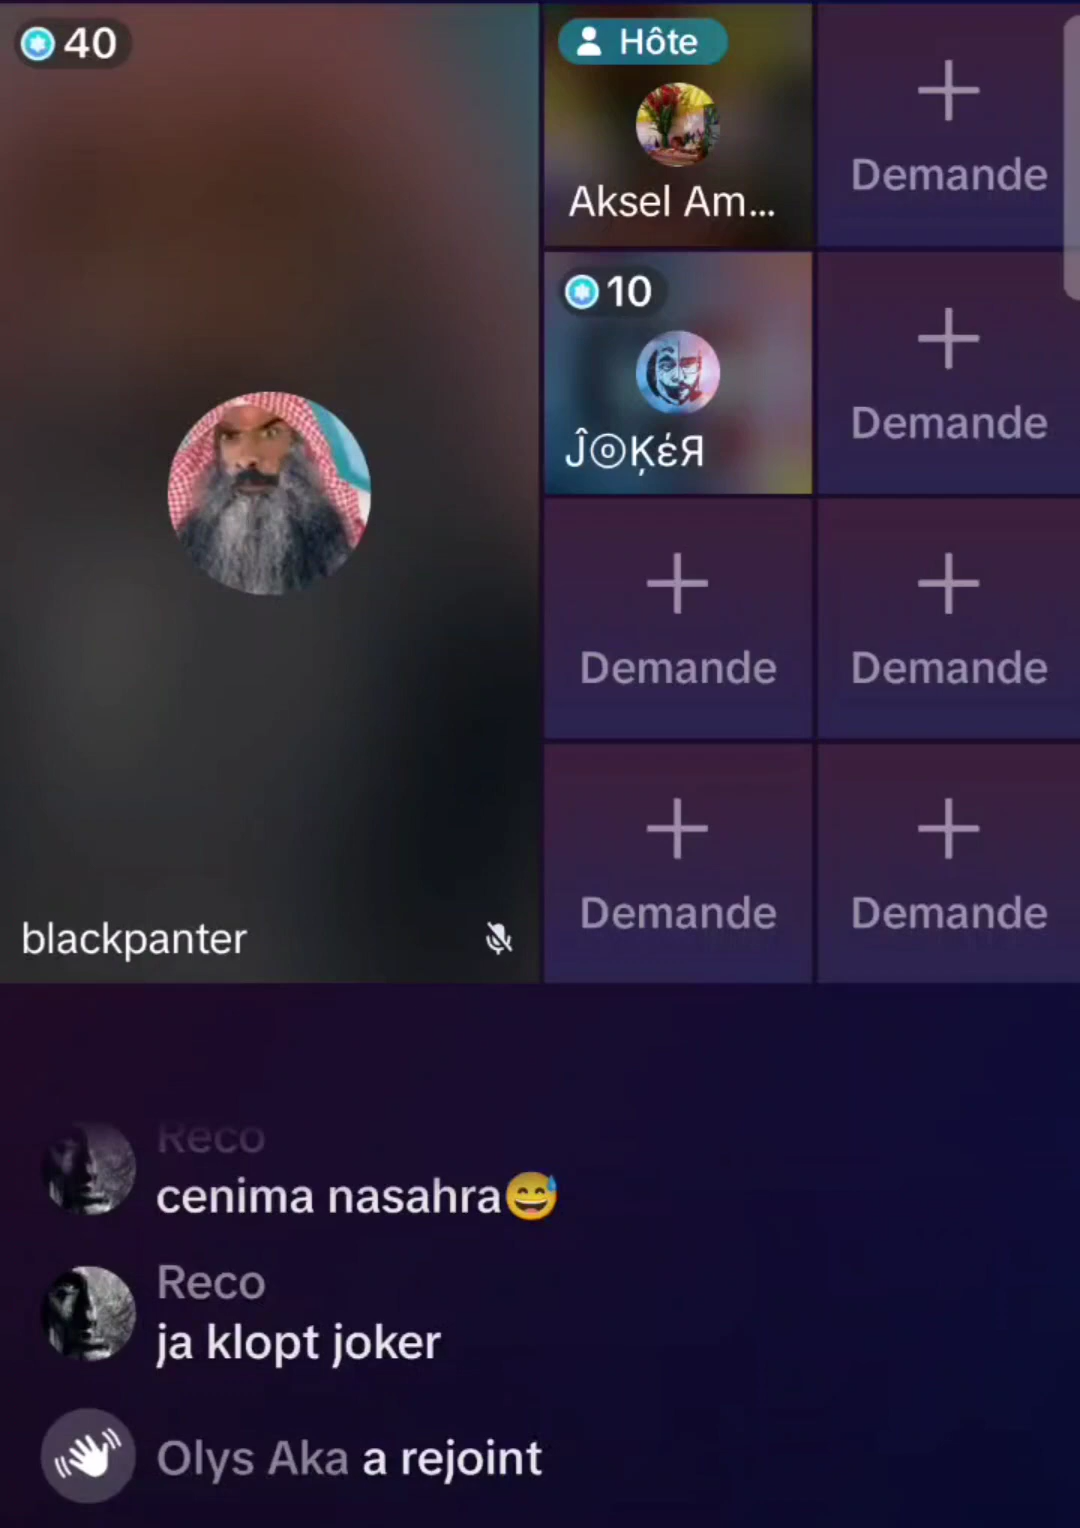 40
Hôte
Aksel Am...
Demande
10
ĴⓞĶέЯ
Demande
Demande
Demande
Demande
Demande
blackpanter
Reco
cenima nasahra😅
Reco
ja klopt joker
Olys Aka a rejoint